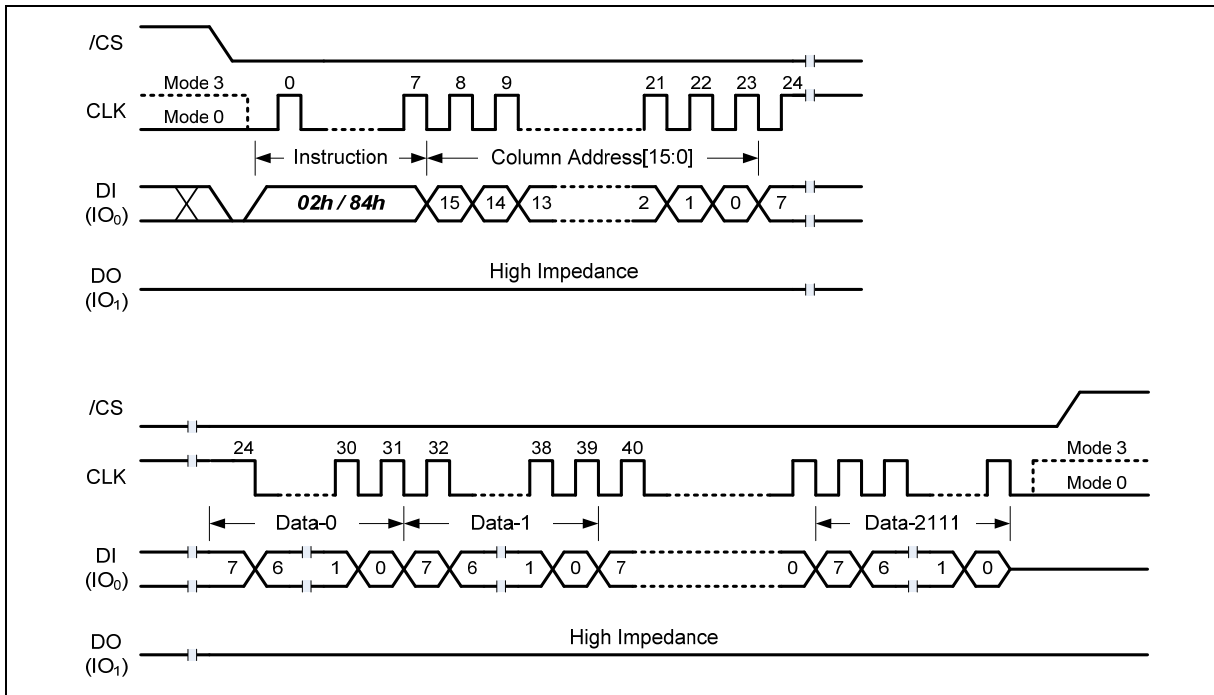 /CS
Mode 3 0 7 8 9 21 22 23 24
CLK
Mode 0
Instruction Column Address[15:0]
DI
(IO₀)
02h / 84h 15 14 13 2 1 0 7
High Impedance
DO
(IO₁)
/CS
24 30 31 32 38 39 40 Mode 3
CLK
Mode 0
Data-0 Data-1 Data-2111
DI
(IO₀)
7 6 1 0 7 6 1 0 7 0 7 6 1 0
High Impedance
DO
(IO₁)